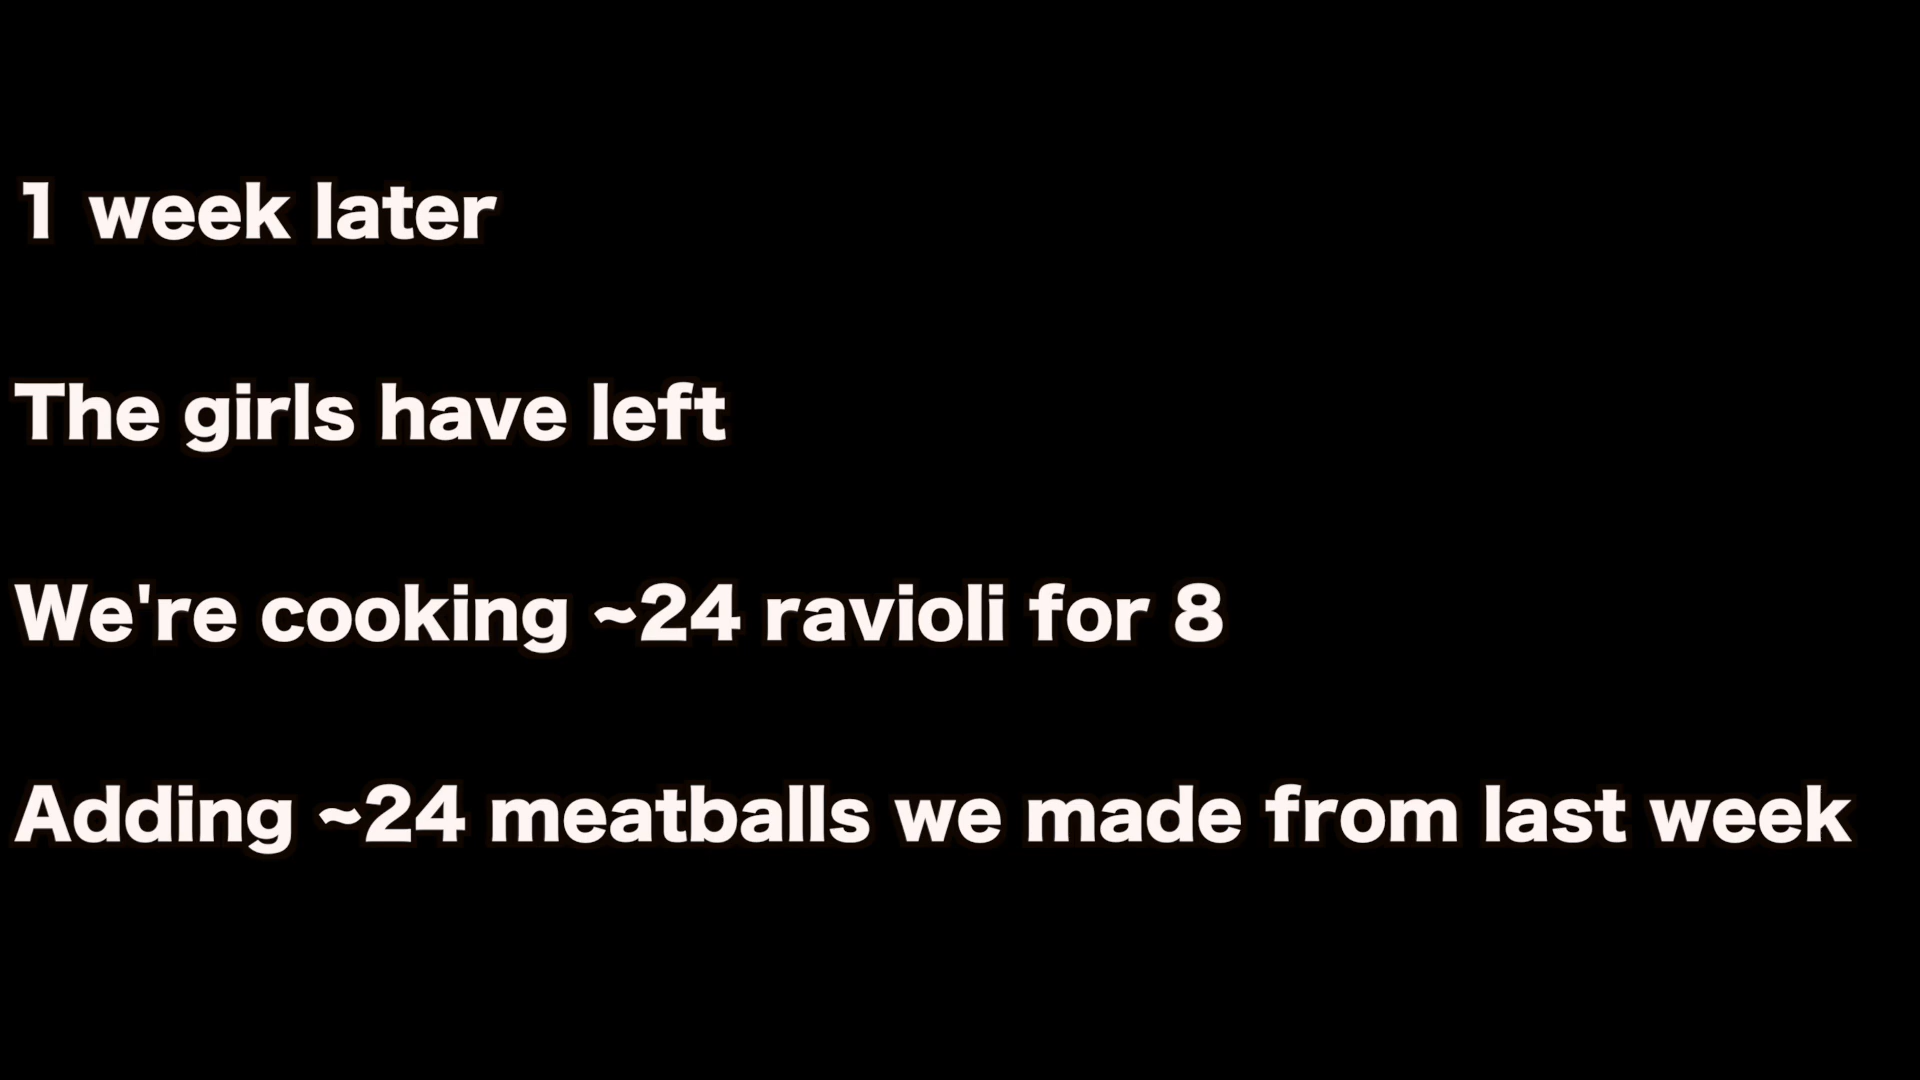 1 week later
The girls have left
We're cooking ~24 ravioli for 8
Adding ~24 meatballs we made from last week